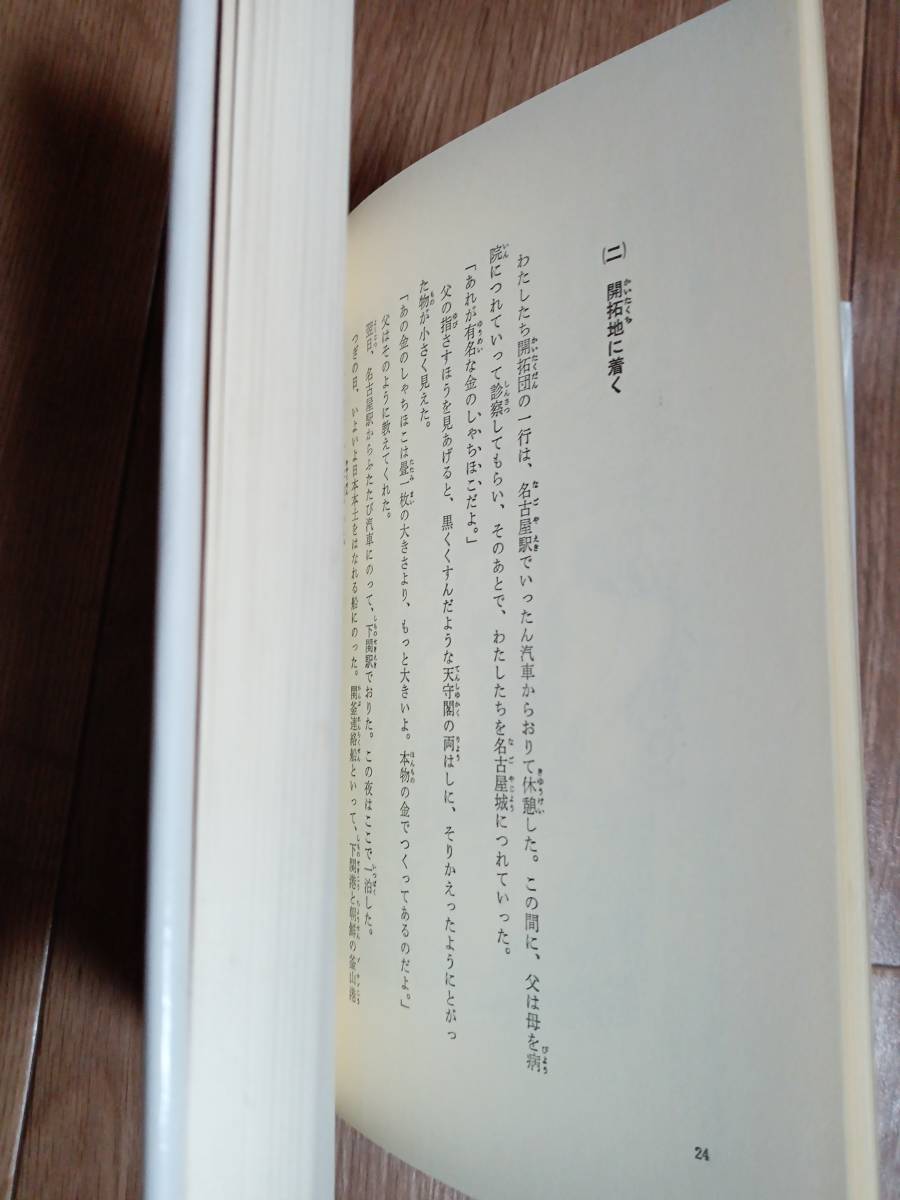 ㈡ 開拓地に着く
わたしたち開拓団の一行は、名古屋駅でいったん汽車からおりて休憩した。この間に、父は母を病
院につれていって診察してもらい、そのあとで、わたしたちを名古屋城につれていった。
「あれが有名な金のしゃちほこだよ。」
父の指さすほうを見あげると、黒くくすんだような天守閣の両はしに、そりかえったようにとがっ
た物が小さく見えた。
「あの金のしゃちほこは畳一枚の大きさより、もっと大きいよ。本物の金でつくってあるのだよ。」
父はそのように教えてくれた。
翌日、名古屋駅からふたたび汽車にのって、下関駅でおりた。この夜はここで一泊した。
つぎの日、いよいよ日本本土をはなれる船にのった。関釜連絡船といって、下関港と朝鮮の釜山港
24